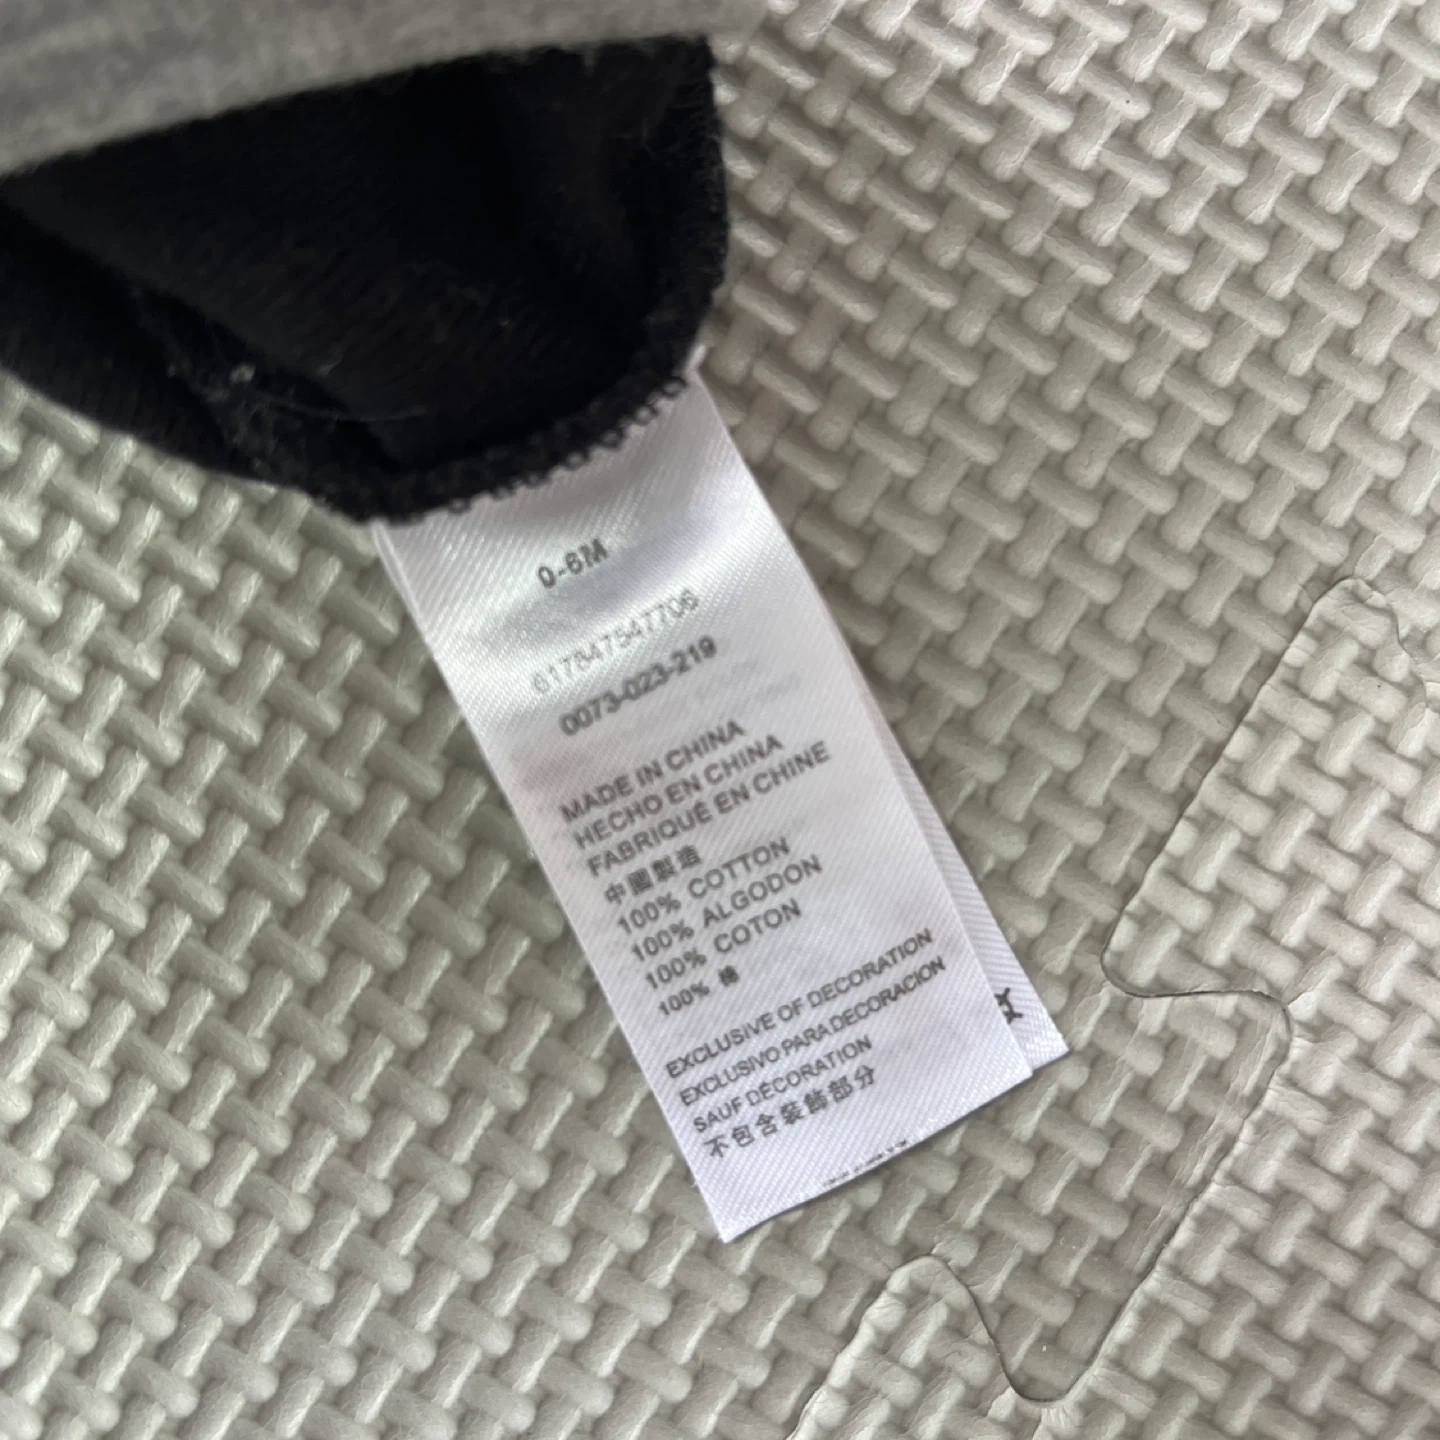 0-6M
617847547706
0073-023-219
MADE IN CHINA
HECHO EN CHINA
FABRIQUÉ EN CHINE
中國製造
100% COTTON
100% ALGODON
100% COTON
100% 棉
EXCLUSIVE OF DECORATION
EXCLUSIVO PARA DECORACION
SAUF DÉCORATION
不包含裝飾部分